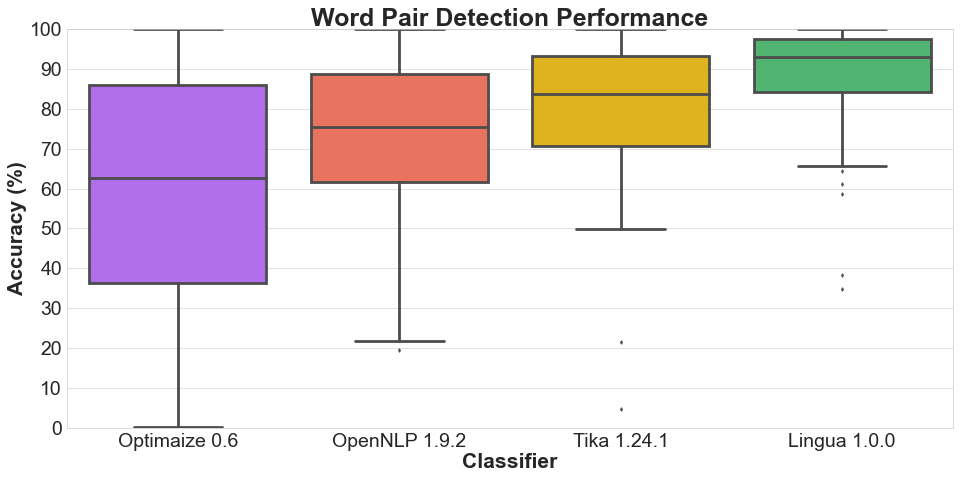 Word Pair Detection Performance
Accuracy (%)
100
90
80
70
60
50
40
30
20
10
0
Optimaize 0.6
OpenNLP 1.9.2
Tika 1.24.1
Lingua 1.0.0
Classifier